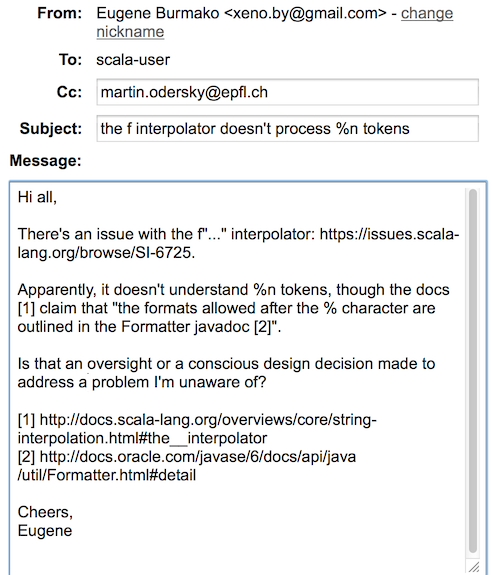 From: Eugene Burmako <xeno.by@gmail.com> - change
nickname
To: scala-user
Cc: martin.odersky@epfl.ch
Subject: the f interpolator doesn't process %n tokens
Message:
Hi all,
There's an issue with the f"..." interpolator: https://issues.scala-
lang.org/browse/SI-6725.
Apparently, it doesn't understand %n tokens, though the docs
[1] claim that "the formats allowed after the % character are
outlined in the Formatter javadoc [2]".
Is that an oversight or a conscious design decision made to
address a problem I'm unaware of?
[1] http://docs.scala-lang.org/overviews/core/string-
interpolation.html#the__interpolator
[2] http://docs.oracle.com/javase/6/docs/api/java
/util/Formatter.html#detail
Cheers,
Eugene